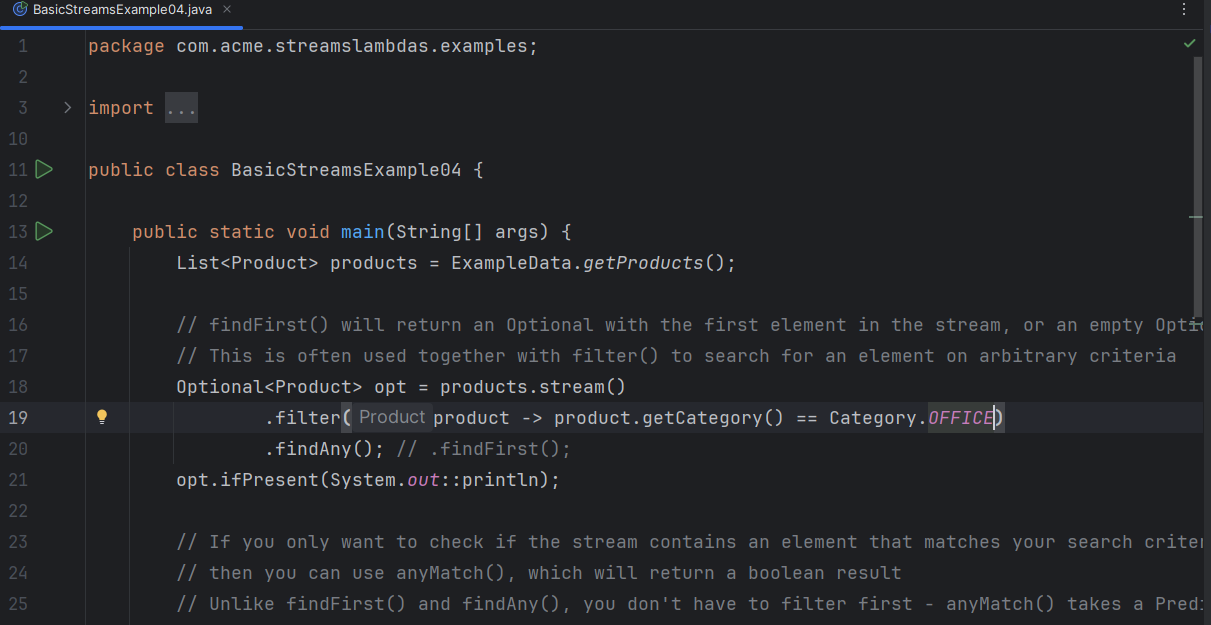 BasicStreamsExample04.java
1 package com.acme.streamslambdas.examples;
2
3 import ...
10
11 public class BasicStreamsExample04 {
12
13 public static void main(String[] args) {
14 List<Product> products = ExampleData.getProducts();
15
16 // findFirst() will return an Optional with the first element in the stream, or an empty
17 // This is often used together with filter() to search for an element on arbitrary criteria
18 Optional<Product> opt = products.stream()
19 .filter( Product product -> product.getCategory() == Category.OFFICE)
20 .findAny(); // .findFirst();
21 opt.ifPresent(System.out::println);
22
23 // If you only want to check if the stream contains an element that matches your search
24 // then you can use anyMatch(), which will return a boolean result
25 // Unlike findFirst() and findAny(), you don't have to filter first - anyMatch() takes a